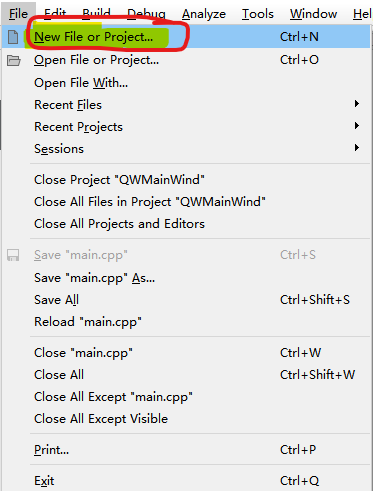 File Edit Build Debug Analyze Tools Window Hel
New File or Project... Ctrl+N
Open File or Project... Ctrl+O
Open File With...
Recent Files
Recent Projects
Sessions
Close Project "QWMainWind"
Close All Files in Project "QWMainWind"
Close All Projects and Editors
Save "main.cpp" Ctrl+S
Save "main.cpp" As...
Save All Ctrl+Shift+S
Reload "main.cpp"
Close "main.cpp" Ctrl+W
Close All Ctrl+Shift+W
Close All Except "main.cpp"
Close All Except Visible
Print... Ctrl+P
Exit Ctrl+Q